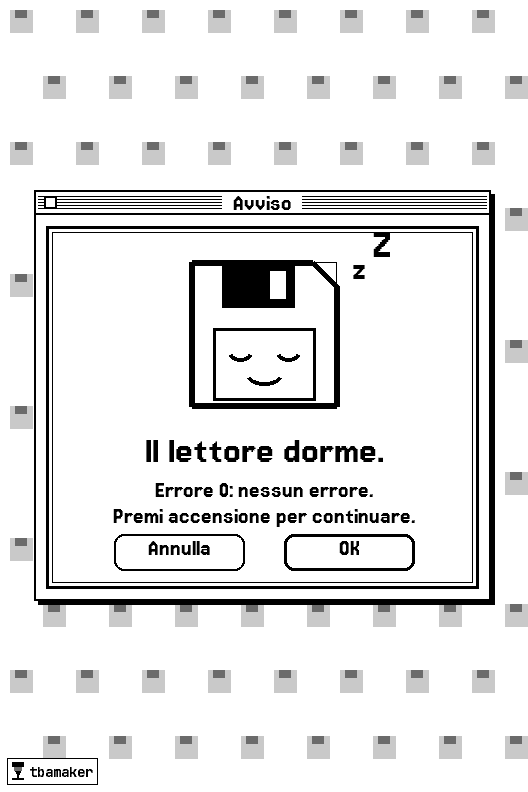 Avviso
Z
z
Il lettore dorme.
Errore 0: nessun errore.
Premi accensione per continuare.
Annulla
OK
tbamaker